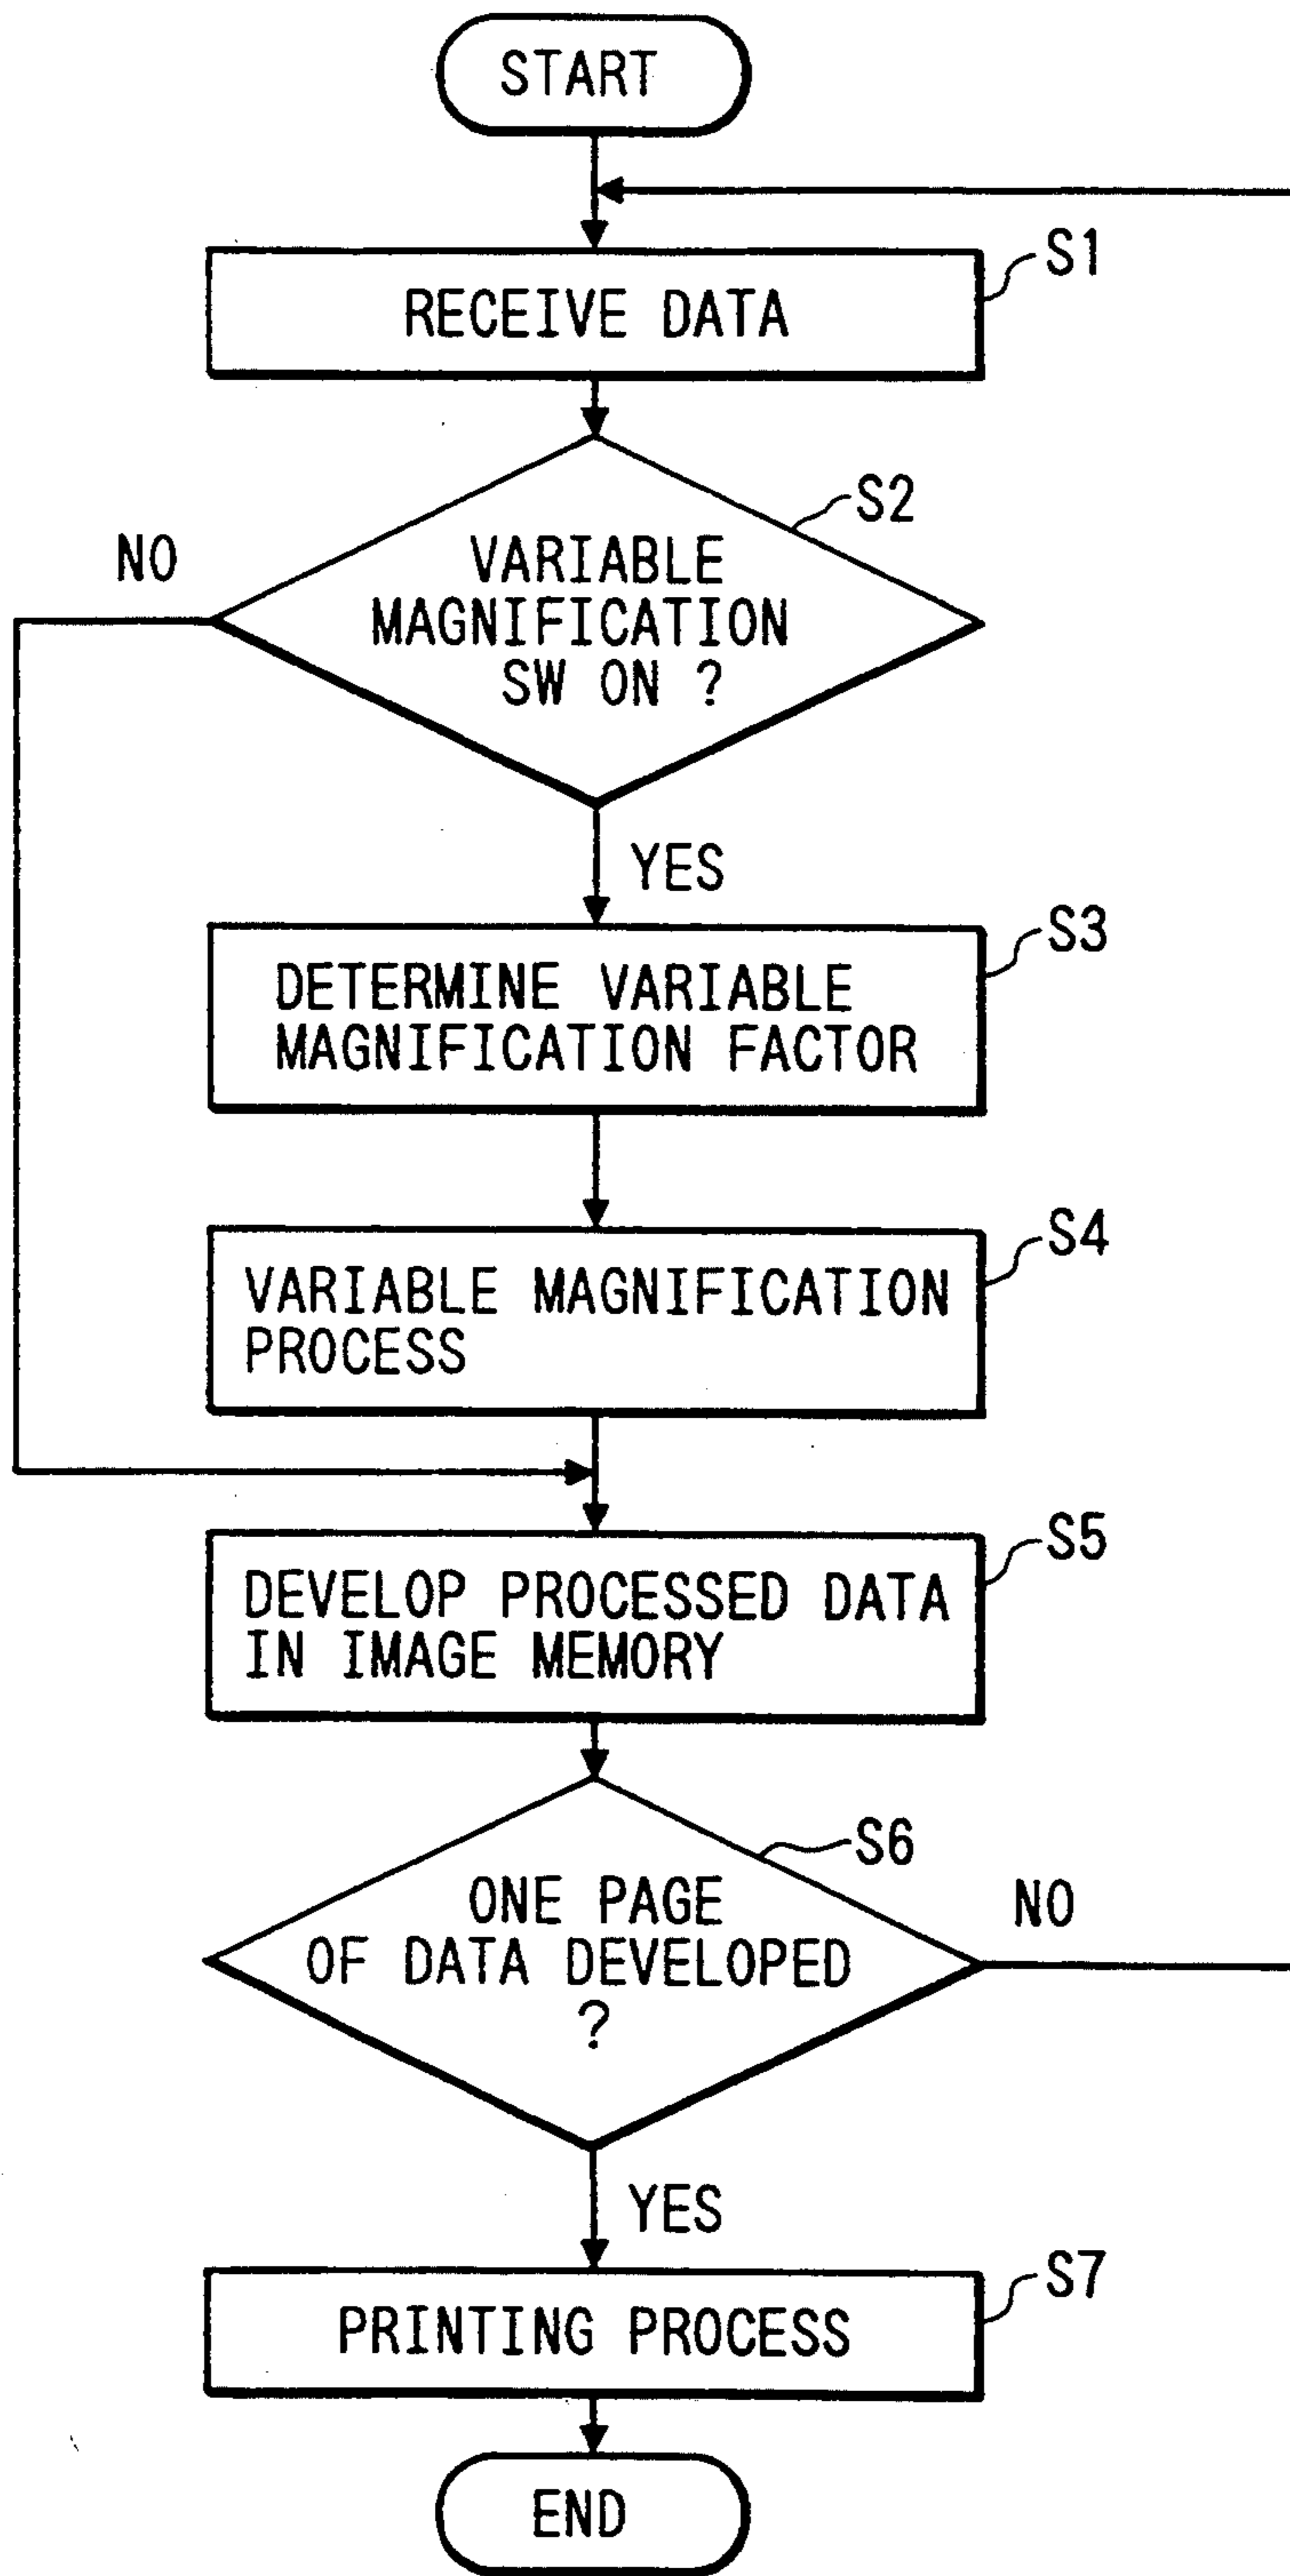 START
S1
RECEIVE DATA
S2
NO
VARIABLE
MAGNIFICATION
SW ON ?
YES
S3
DETERMINE VARIABLE
MAGNIFICATION FACTOR
S4
VARIABLE MAGNIFICATION
PROCESS
S5
DEVELOP PROCESSED DATA
IN IMAGE MEMORY
S6
ONE PAGE
NO
OF DATA DEVELOPED
?
YES
S7
PRINTING PROCESS
END